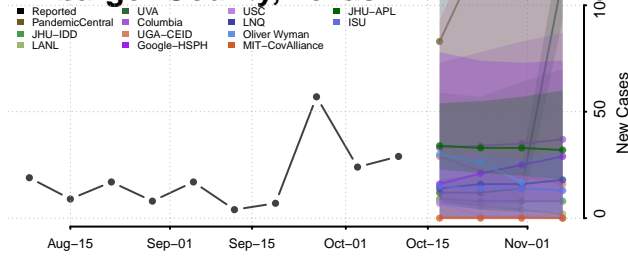 Reported UVA USC JHU−APL
PandemicCentral Columbia LNQ ISU
JHU−IDD UGA−CEID Oliver Wyman
LANL Google−HSPH MIT−CovAlliance
100
50
0
New Cases
Aug−15 Sep−01 Sep−15 Oct−01 Oct−15 Nov−01